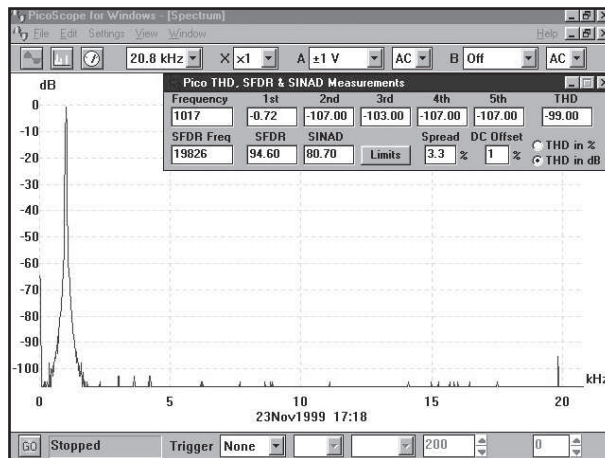 PicoScope for Windows - [Spectrum]
File Edit Settings View Window Help
20.8 kHz X x1 A ±1 V AC B Off AC
Pico THD, SFDR & SINAD Measurements
Frequency 1st 2nd 3rd 4th 5th THD
1017 -0.72 -107.00 -103.00 -107.00 -107.00 -99.00
SFDR Freq SFDR SINAD Spread DC Offset THD in %
19826 94.60 80.70 Limits 3.3 % 1 % THD in dB
dB
0
-10
-20
-30
-40
-50
-60
-70
-80
-90
-100
kHz
0 5 10 15 20
23Nov1999 17:18
GO Stopped Trigger None 200 0